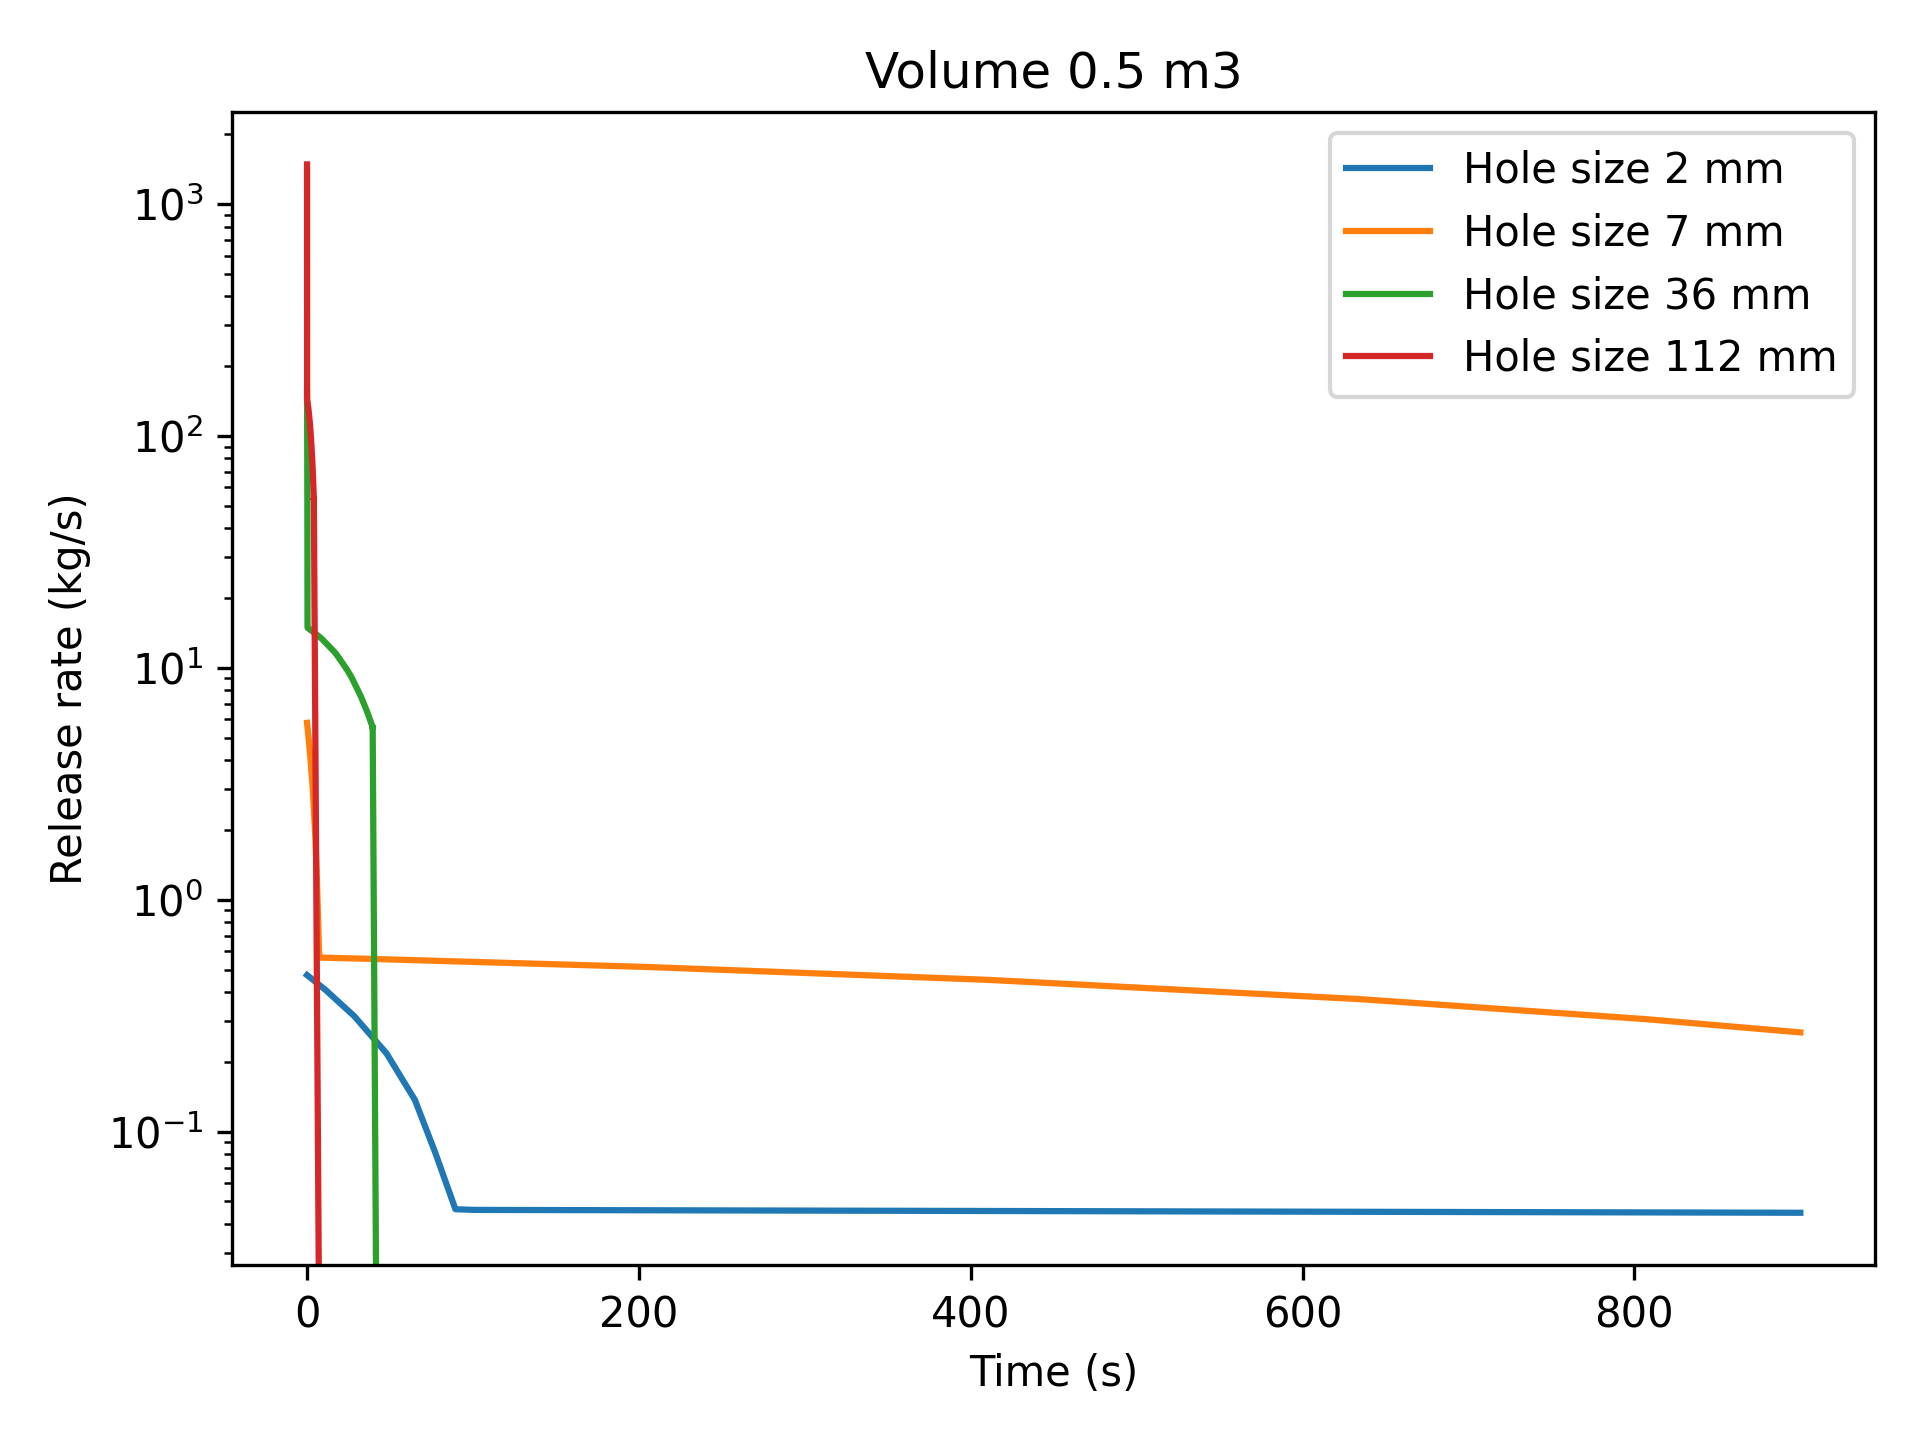 Volume 0.5 m3
Hole size 2 mm
Hole size 7 mm
Hole size 36 mm
Hole size 112 mm
Release rate (kg/s)
10³
10²
10¹
10⁰
10⁻¹
0 200 400 600 800
Time (s)